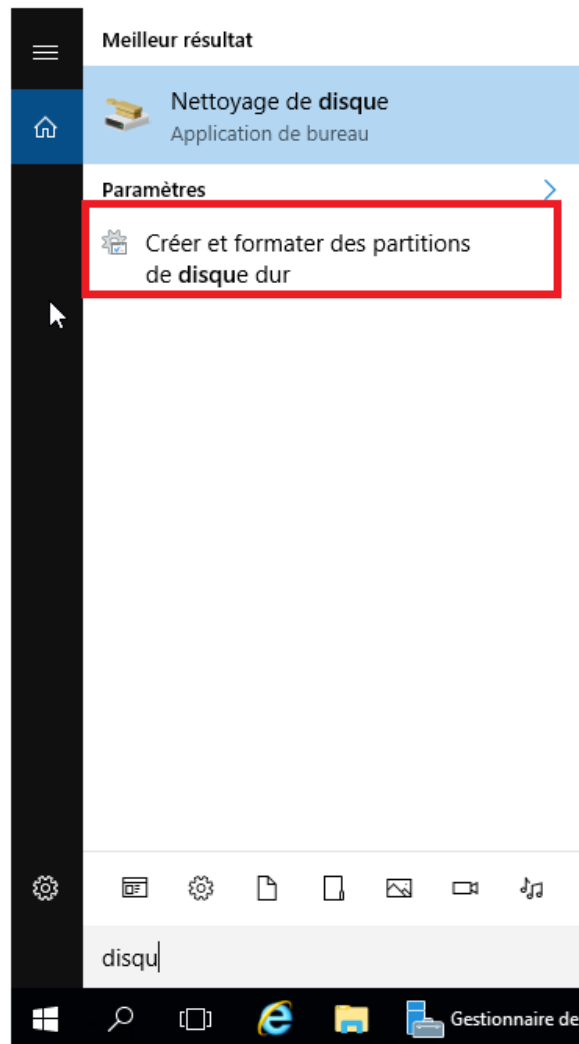 Meilleur résultat
Nettoyage de disque
Application de bureau
Paramètres
Créer et formater des partitions
de disque dur
disqu
Gestionnaire de